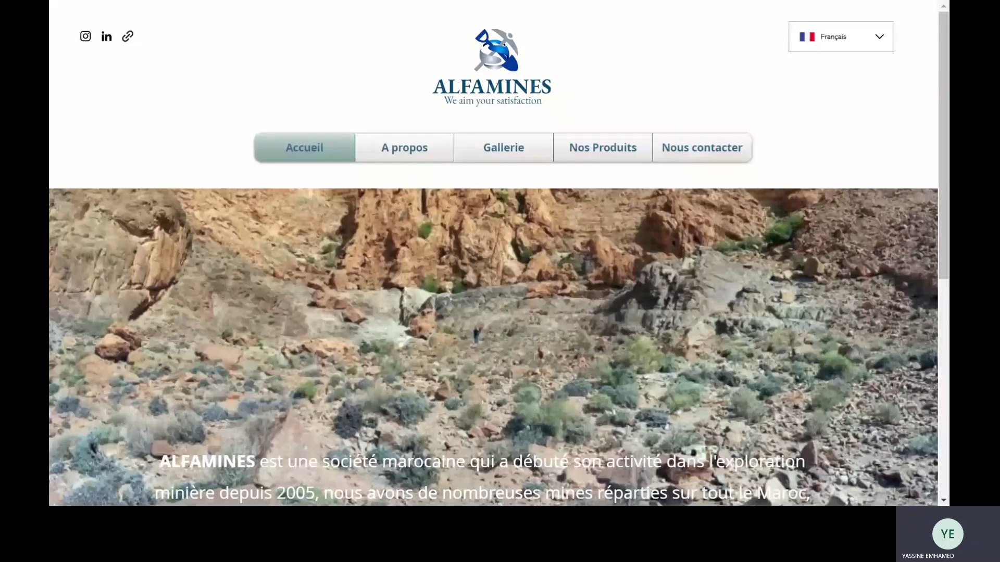 Français
ALFAMINES
We aim your satisfaction
Accueil
A propos
Gallerie
Nos Produits
Nous contacter
ALFAMINES est une société marocaine qui a débuté son activité dans l'exploration
minière depuis 2005, nous avons de nombreuses mines réparties sur tout le Maroc,
YE
YASSINE EMHAMED